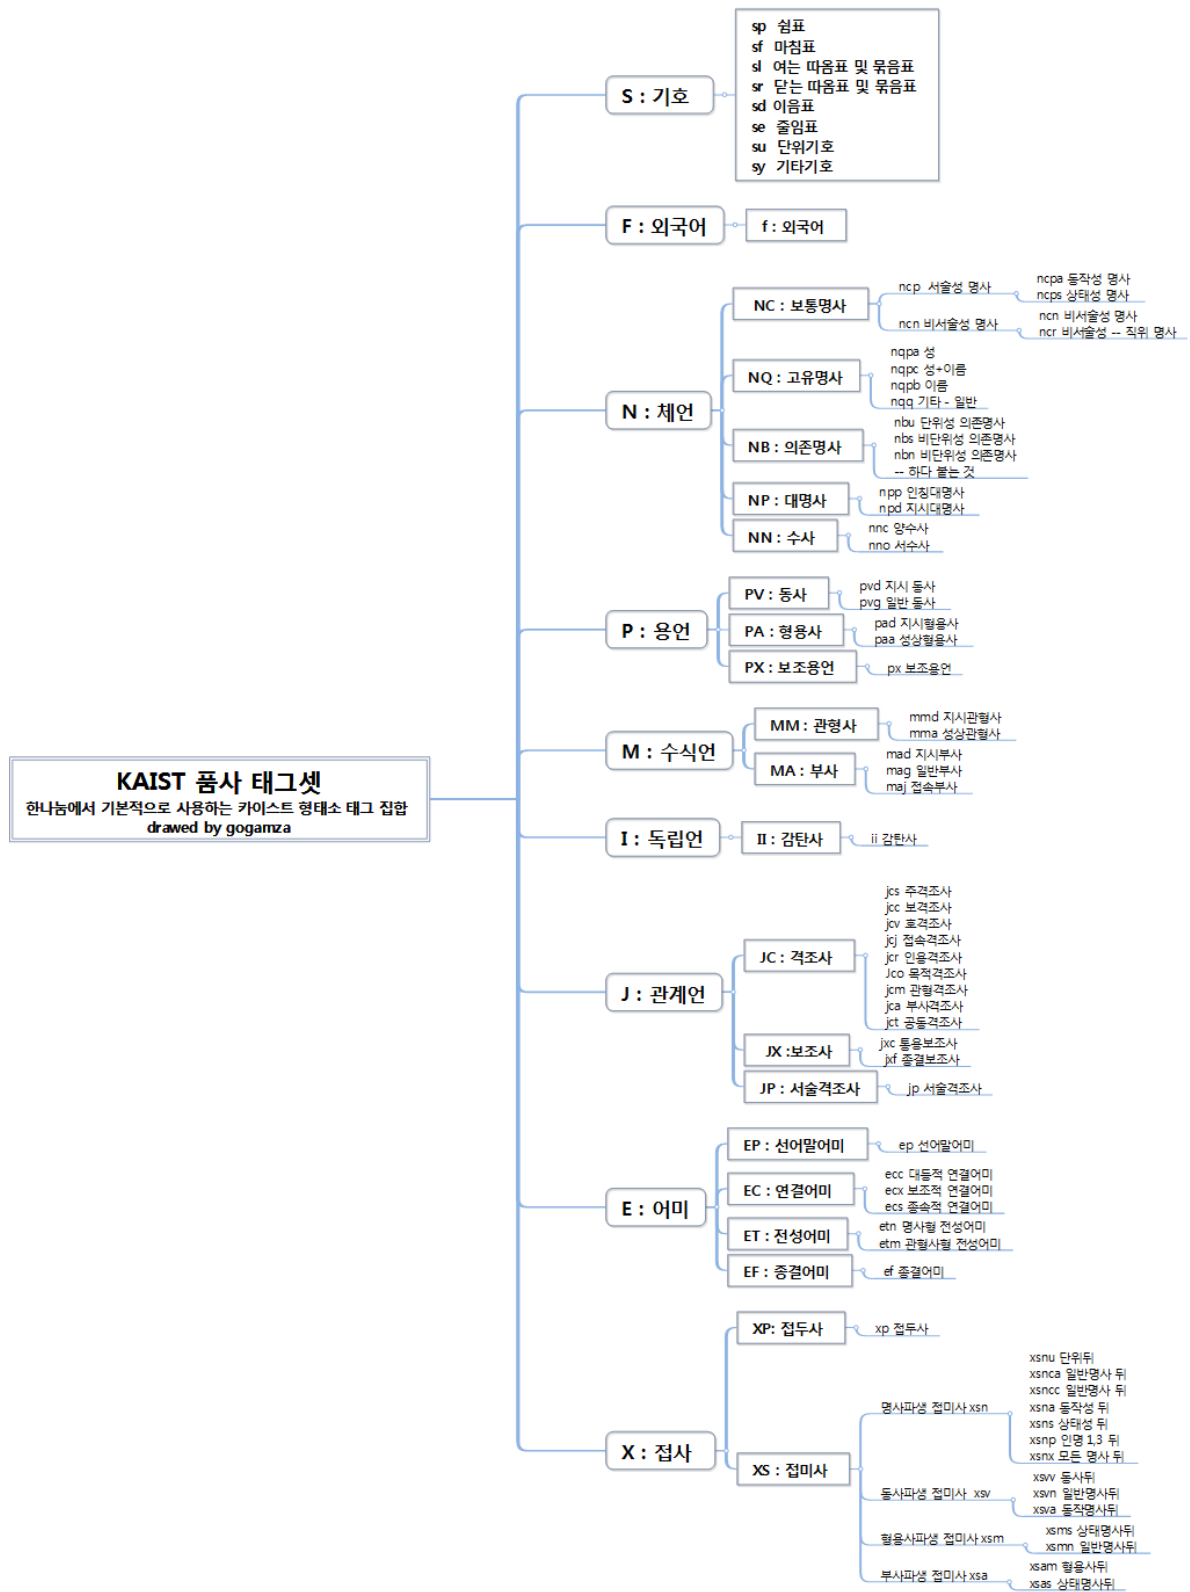 KAIST 품사 태그셋
한나눔에서 기본적으로 사용하는 카이스트 형태소 태그 집합
drawed by gogamza
S : 기호
sp 쉼표
sf 마침표
sl 여는 따옴표 및 묶음표
sr 닫는 따옴표 및 묶음표
sd 이음표
se 줄임표
su 단위기호
sy 기타기호
F : 외국어
f : 외국어
N : 체언
NC : 보통명사
ncp 서술성 명사
ncpa 동작성 명사
ncps 상태성 명사
ncn 비서술성 명사
ncn 비서술성 명사
ncr 비서술성 -- 직위 명사
NQ : 고유명사
nqpa 성
nqpc 성+이름
nqpb 이름
nqq 기타 - 일반
NB : 의존명사
nbu 단위성 의존명사
nbs 비단위성 의존명사
nbn 비단위성 의존명사
-- 하다 붙는 것
NP : 대명사
npp 인칭대명사
npd 지시대명사
NN : 수사
nnc 양수사
nno 서수사
P : 용언
PV : 동사
pvd 지시 동사
pvg 일반 동사
PA : 형용사
pad 지시형용사
paa 성상형용사
PX : 보조용언
px 보조용언
M : 수식언
MM : 관형사
mmd 지시관형사
mma 성상관형사
MA : 부사
mad 지시부사
mag 일반부사
maj 접속부사
I : 독립언
II : 감탄사
ii 감탄사
J : 관계언
JC : 격조사
jcs 주격조사
jcc 보격조사
jcv 호격조사
jcj 접속격조사
jcr 인용격조사
Jco 목적격조사
jcm 관형격조사
jca 부사격조사
jct 공동격조사
JX :보조사
jxc 통용보조사
jxf 종결보조사
JP : 서술격조사
jp 서술격조사
E : 어미
EP : 선어말어미
ep 선어말어미
EC : 연결어미
ecc 대등적 연결어미
ecx 보조적 연결어미
ecs 종속적 연결어미
ET : 전성어미
etn 명사형 전성어미
etm 관형사형 전성어미
EF : 종결어미
ef 종결어미
X : 접사
XP: 접두사
xp 접두사
XS : 접미사
명사파생 접미사 xsn
xsnu 단위뒤
xsnca 일반명사 뒤
xsncc 일반명사 뒤
xsna 동작성 뒤
xsns 상태성 뒤
xsnp 인명 1,3 뒤
xsnx 모든 명사 뒤
동사파생 접미사 xsv
xsvv 동사뒤
xsvn 일반명사뒤
xsva 동작명사뒤
형용사파생 접미사 xsm
xsms 상태명사뒤
xsmn 일반명사뒤
부사파생 접미사 xsa
xsam 형용사뒤
xsas 상태명사뒤